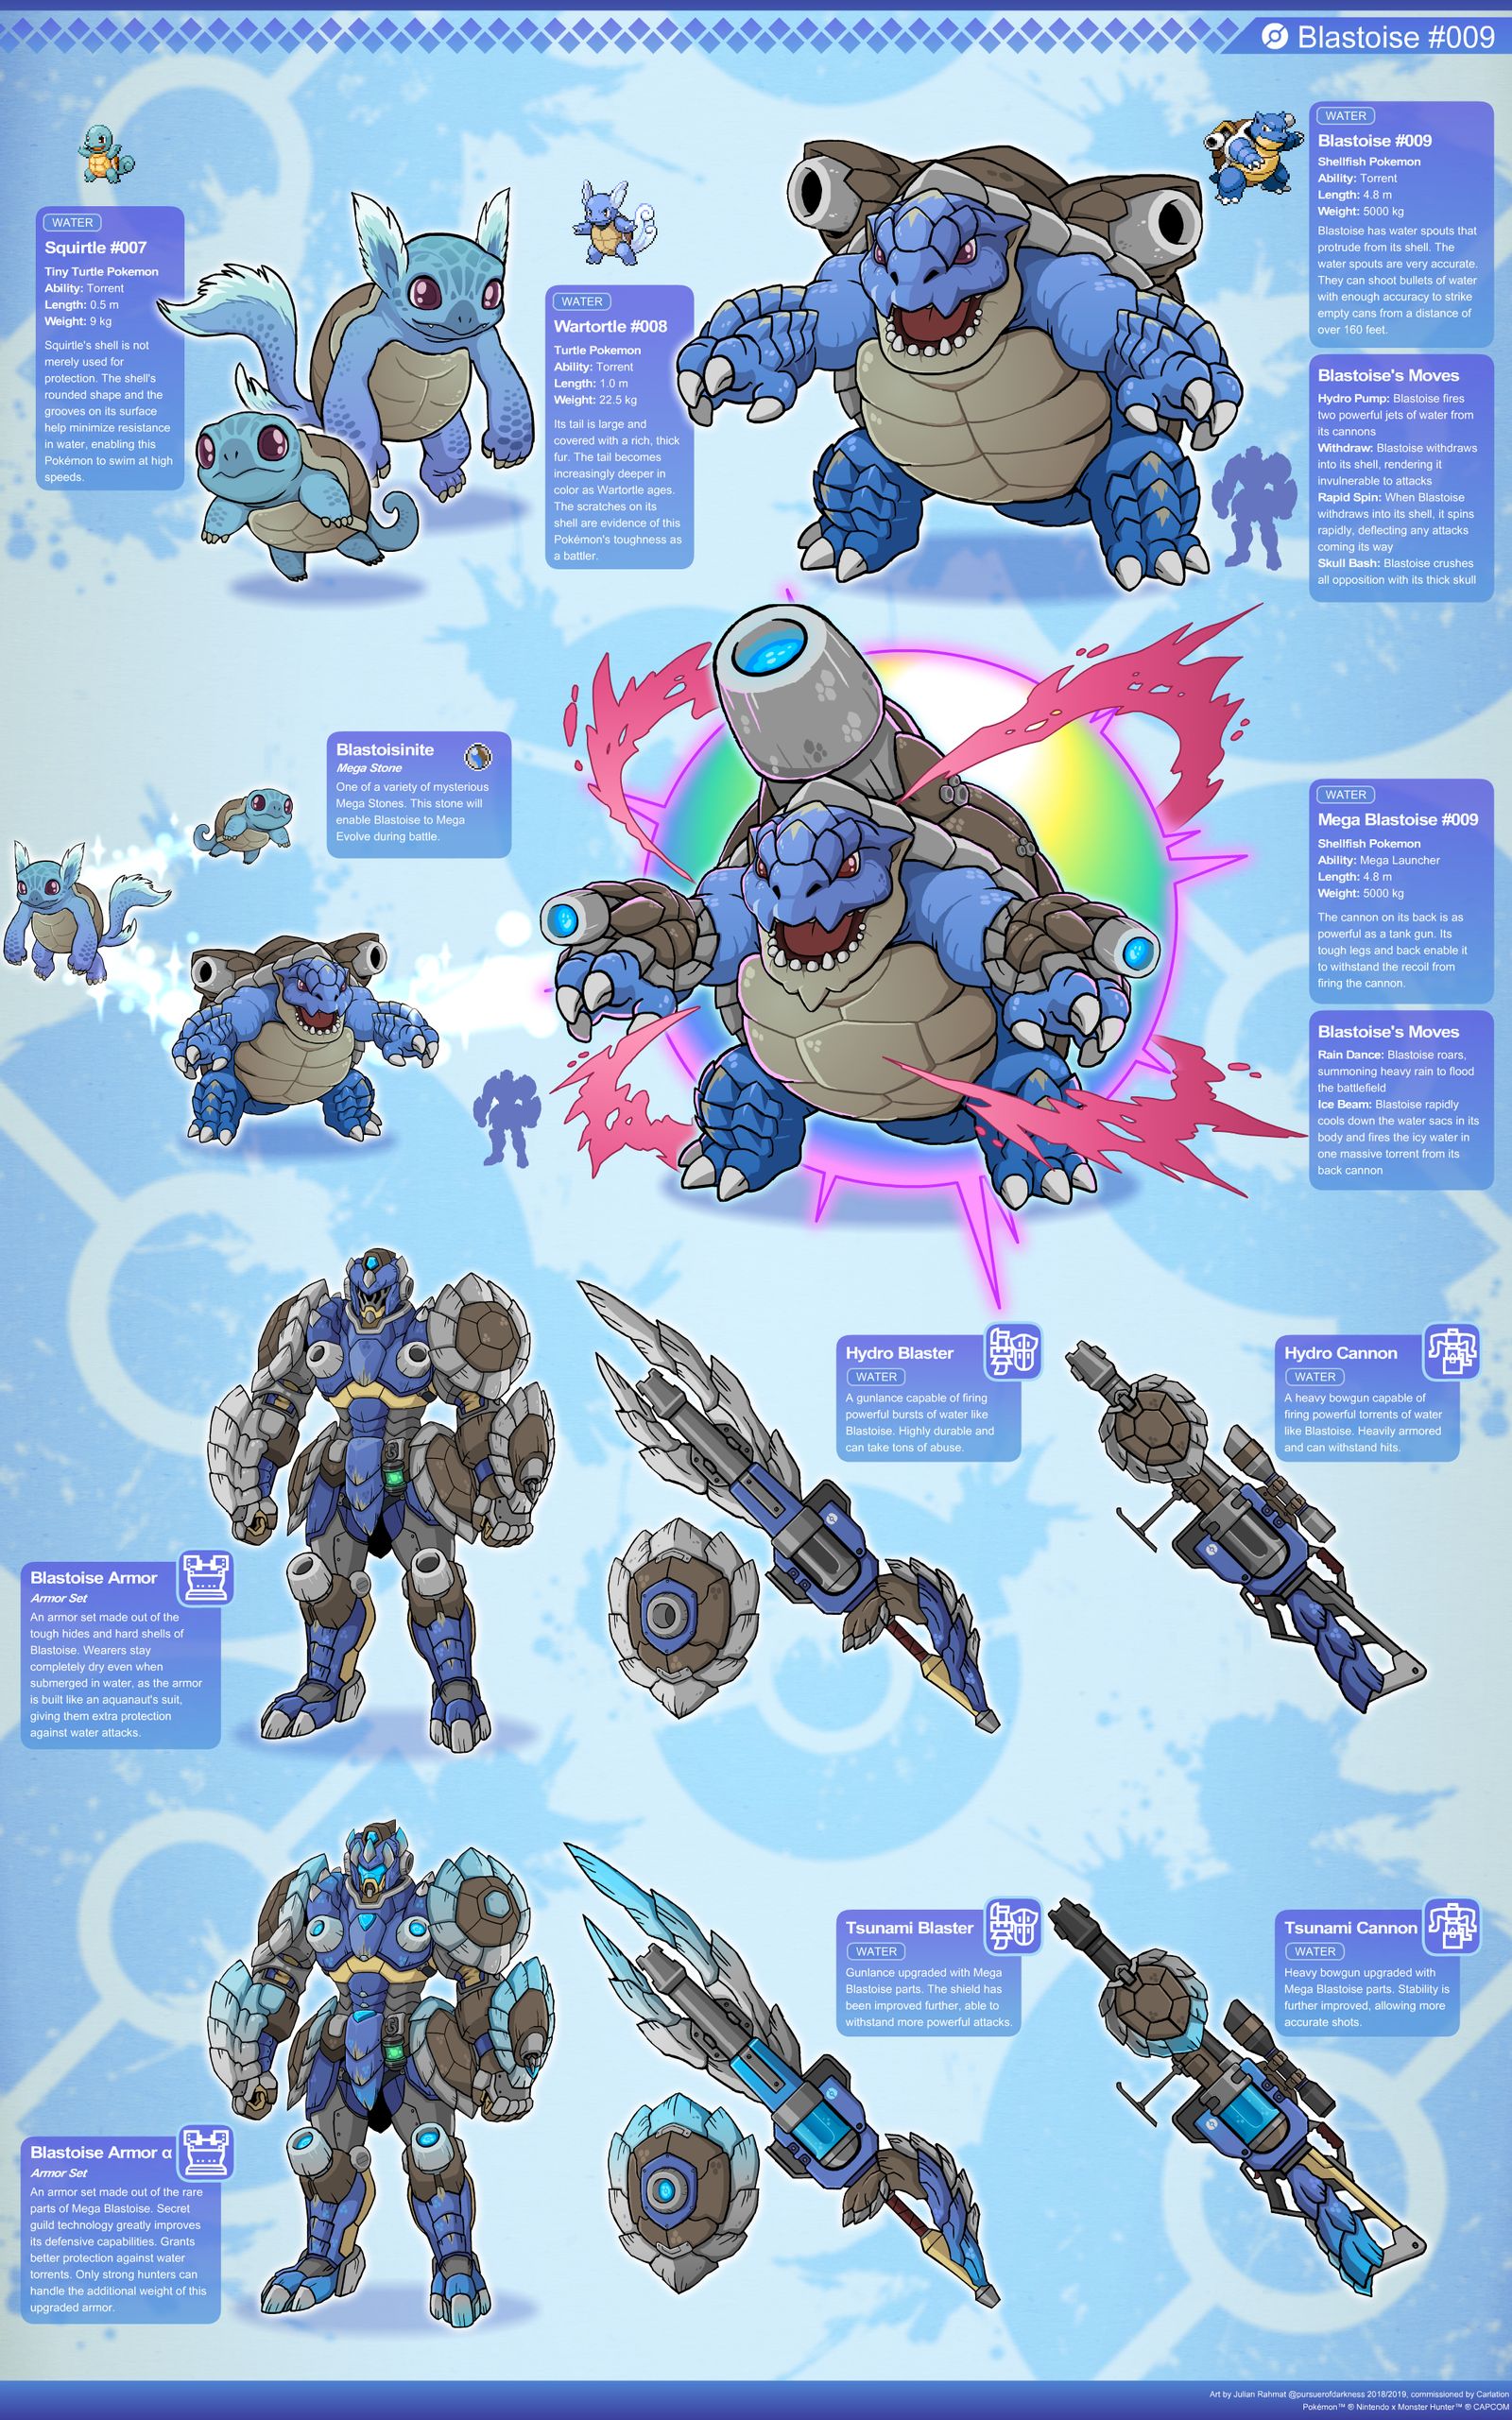 Blastoise #009
WATER
Squirtle #007
Tiny Turtle Pokemon
Ability: Torrent
Length: 0.5 m
Weight: 9 kg
Squirtle's shell is not
merely used for
protection. The shell's
rounded shape and the
grooves on its surface
help minimize resistance
in water, enabling this
Pokémon to swim at high
speeds.
WATER
Wartortle #008
Turtle Pokemon
Ability: Torrent
Length: 1.0 m
Weight: 22.5 kg
Its tail is large and
covered with a rich, thick
fur. The tail becomes
increasingly deeper in
color as Wartortle ages.
The scratches on its
shell are evidence of this
Pokémon's toughness as
a battler.
WATER
Blastoise #009
Shellfish Pokemon
Ability: Torrent
Length: 4.8 m
Weight: 5000 kg
Blastoise has water spouts that
protrude from its shell. The
water spouts are very accurate.
They can shoot bullets of water
with enough accuracy to strike
empty cans from a distance of
over 160 feet.
Blastoise's Moves
Hydro Pump: Blastoise fires
two powerful jets of water from
its cannons
Withdraw: Blastoise withdraws
into its shell, rendering it
invulnerable to attacks
Rapid Spin: When Blastoise
withdraws into its shell, it spins
rapidly, deflecting any attacks
coming its way
Skull Bash: Blastoise crushes
all opposition with its thick skull
Blastoisinite
Mega Stone
One of a variety of mysterious
Mega Stones. This stone will
enable Blastoise to Mega
Evolve during battle.
WATER
Mega Blastoise #009
Shellfish Pokemon
Ability: Mega Launcher
Length: 4.8 m
Weight: 5000 kg
The cannon on its back is as
powerful as a tank gun. Its
tough legs and back enable it
to withstand the recoil from
firing the cannon.
Blastoise's Moves
Rain Dance: Blastoise roars,
summoning heavy rain to flood
the battlefield
Ice Beam: Blastoise rapidly
cools down the water sacs in its
body and fires the icy water in
one massive torrent from its
back cannon
Blastoise Armor
Armor Set
An armor set made out of the
tough hides and hard shells of
Blastoise. Wearers stay
completely dry even when
submerged in water, as the armor
is built like an aquanaut's suit,
giving them extra protection
against water attacks.
Hydro Blaster
WATER
A gunlance capable of firing
powerful bursts of water like
Blastoise. Highly durable and
can take tons of abuse.
Hydro Cannon
WATER
A heavy bowgun capable of
firing powerful torrents of water
like Blastoise. Heavily armored
and can withstand hits.
Blastoise Armor α
Armor Set
An armor set made out of the rare
parts of Mega Blastoise. Secret
guild technology greatly improves
its defensive capabilities. Grants
better protection against water
torrents. Only strong hunters can
handle the additional weight of this
upgraded armor.
Tsunami Blaster
WATER
Gunlance upgraded with Mega
Blastoise parts. The shield has
been improved further, able to
withstand more powerful attacks.
Tsunami Cannon
WATER
Heavy bowgun upgraded with
Mega Blastoise parts. Stability is
further improved, allowing more
accurate shots.
Art by Julian Rahmat @pursuerofdarkness 2018/2019, commissioned by Carlation
Pokémon™ ® Nintendo x Monster Hunter™ ® CAPCOM